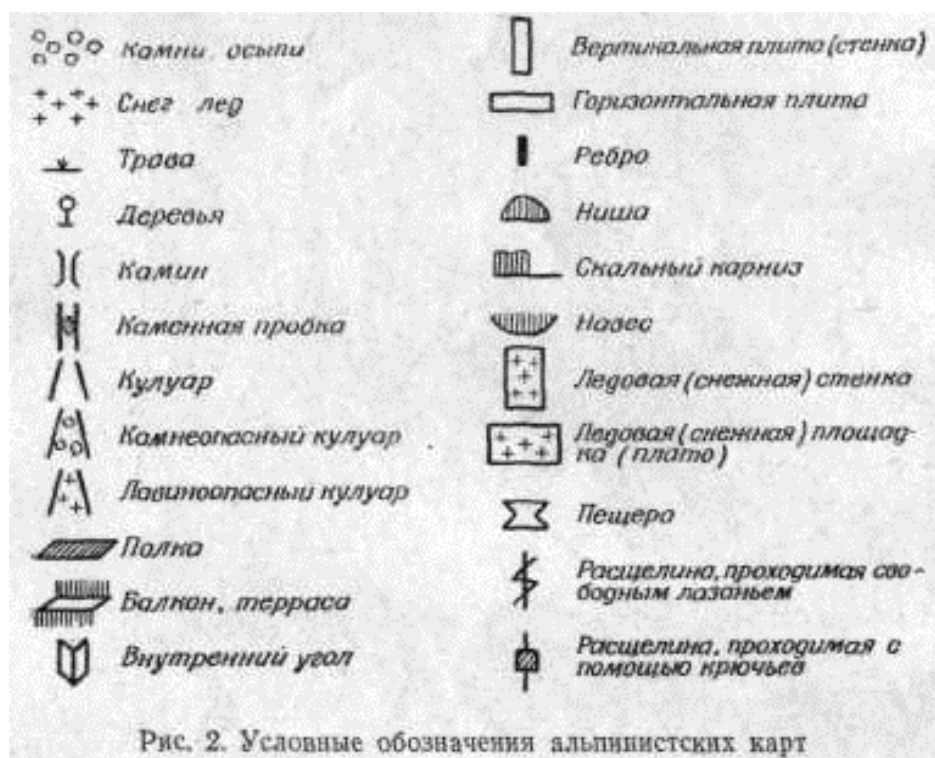 Камни осыпи
Снег лед
Трава
Деревья
Камин
Каменная пробка
Кулуар
Камнеопасный кулуар
Лавиноопасный кулуар
Полка
Балкон, терраса
Внутренний угол
Вертикальная плита (стенка)
Горизонтальная плита
Ребро
Ниша
Скальный карниз
Навес
Ледовая (снежная) стенка
Ледовая (снежная) площад-
ка (плато)
Пещера
Расщелина, проходимая сво-
бодным лазаньем
Расщелина, проходимая с
помощью крючьев
Рис. 2. Условные обозначения альпинистских карт